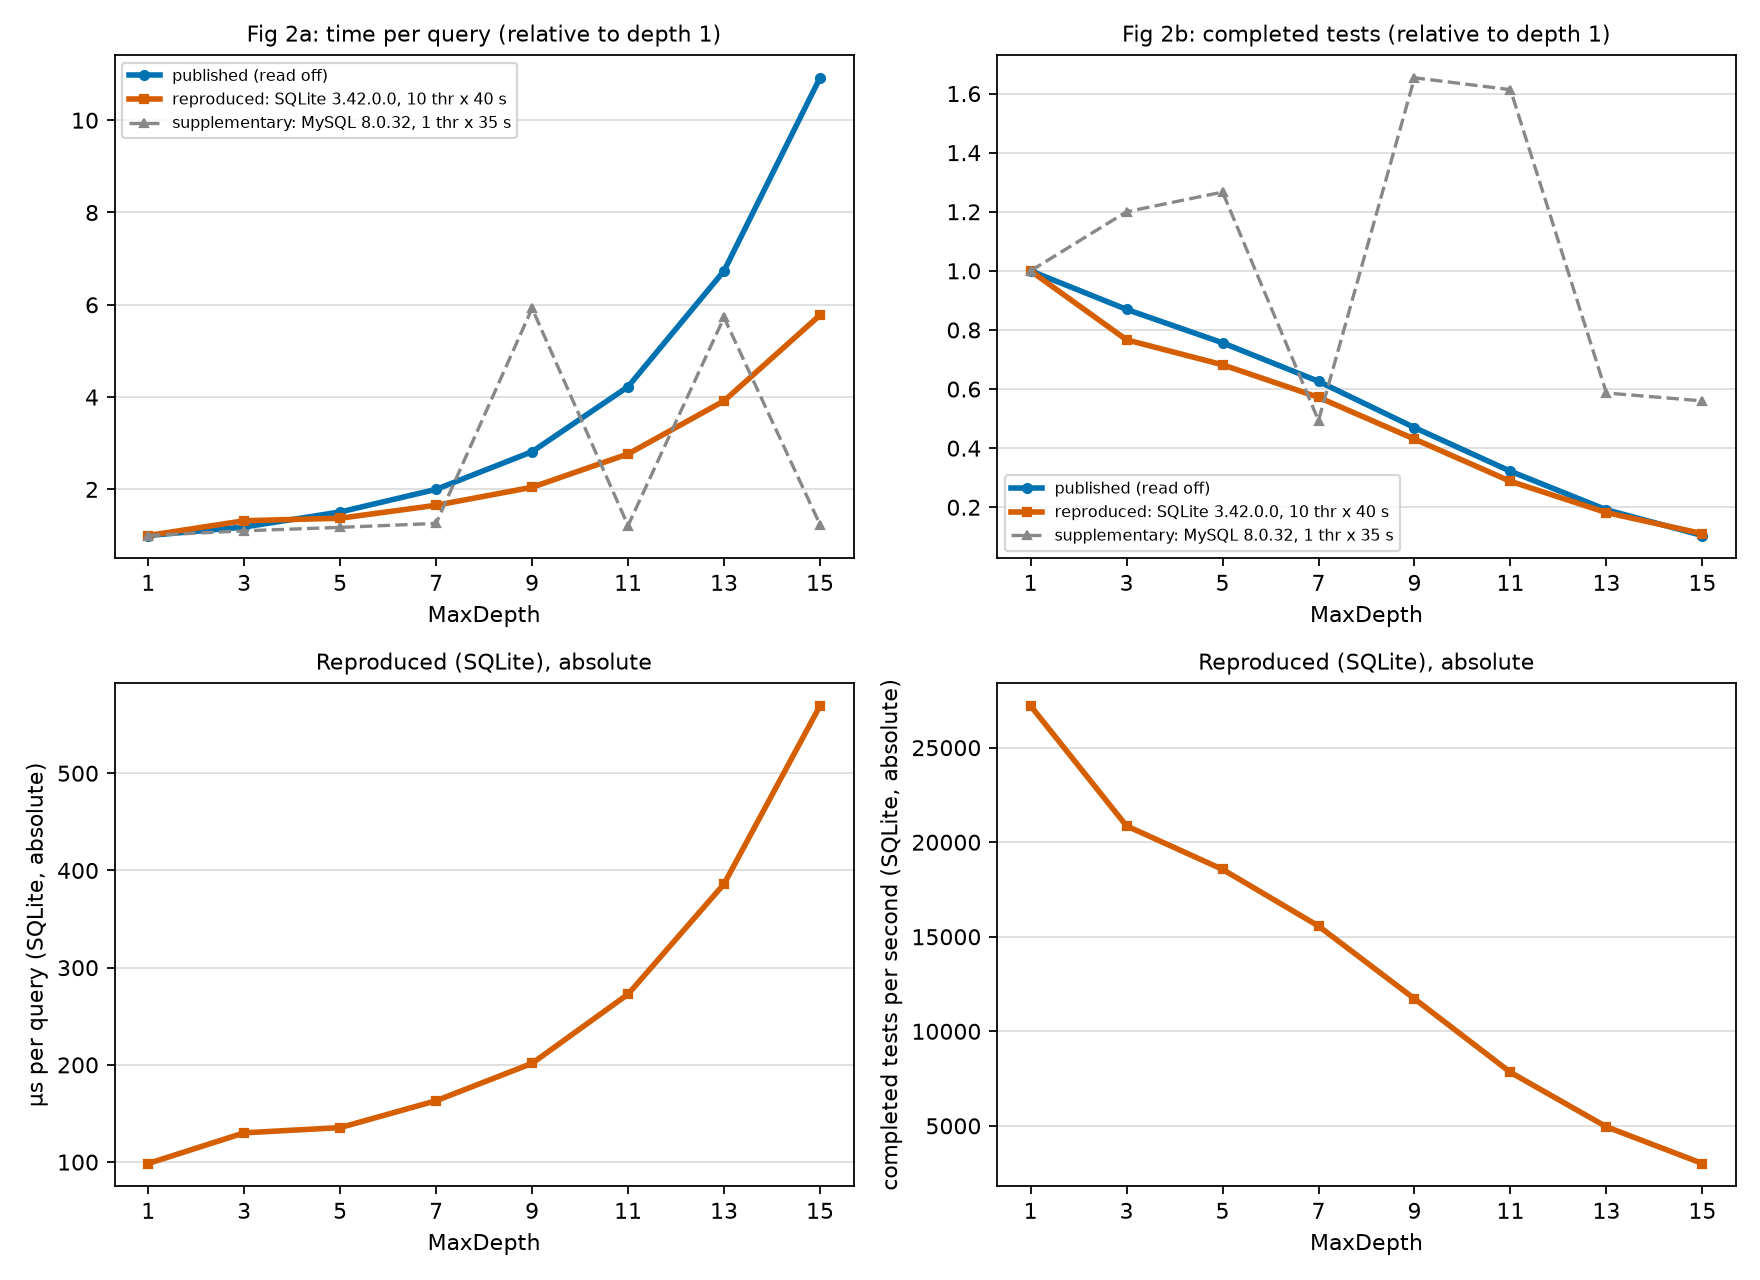 Fig 2a: time per query (relative to depth 1)
published (read off)
reproduced: SQLite 3.42.0.0, 10 thr x 40 s
supplementary: MySQL 8.0.32, 1 thr x 35 s
10
8
6
4
2
1 3 5 7 9 11 13 15
MaxDepth
Fig 2b: completed tests (relative to depth 1)
1.6
1.4
1.2
1.0
0.8
0.6
0.4
0.2
published (read off)
reproduced: SQLite 3.42.0.0, 10 thr x 40 s
supplementary: MySQL 8.0.32, 1 thr x 35 s
1 3 5 7 9 11 13 15
MaxDepth
Reproduced (SQLite), absolute
µs per query (SQLite, absolute)
500
400
300
200
100
1 3 5 7 9 11 13 15
MaxDepth
Reproduced (SQLite), absolute
completed tests per second (SQLite, absolute)
25000
20000
15000
10000
5000
1 3 5 7 9 11 13 15
MaxDepth